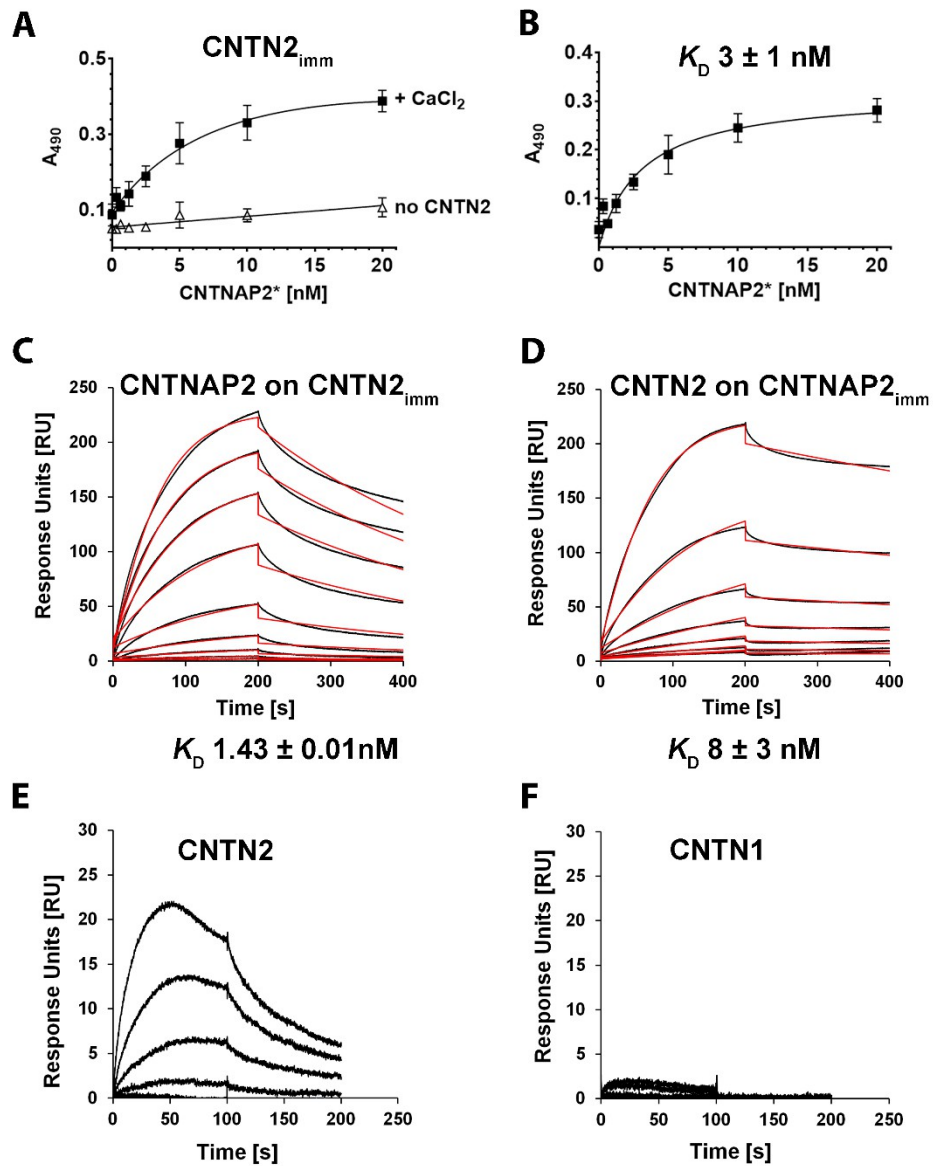 A
CNTN2imm
0.5
0.3
0.1
A490
+ CaCl2
no CNTN2
0 5 10 15 20
CNTNAP2* [nM]
B
KD 3 ± 1 nM
0.4
0.3
0.2
0.1
A490
0 5 10 15 20
CNTNAP2* [nM]
C
CNTNAP2 on CNTN2imm
250
200
150
100
50
0
Response Units [RU]
0 100 200 300 400
Time [s]
KD 1.43 ± 0.01nM
D
CNTN2 on CNTNAP2imm
250
200
150
100
50
0
Response Units [RU]
0 100 200 300 400
Time [s]
KD 8 ± 3 nM
E
CNTN2
30
25
20
15
10
5
0
Response Units [RU]
0 50 100 150 200 250
Time [s]
F
CNTN1
30
25
20
15
10
5
0
Response Units [RU]
0 50 100 150 200 250
Time [s]